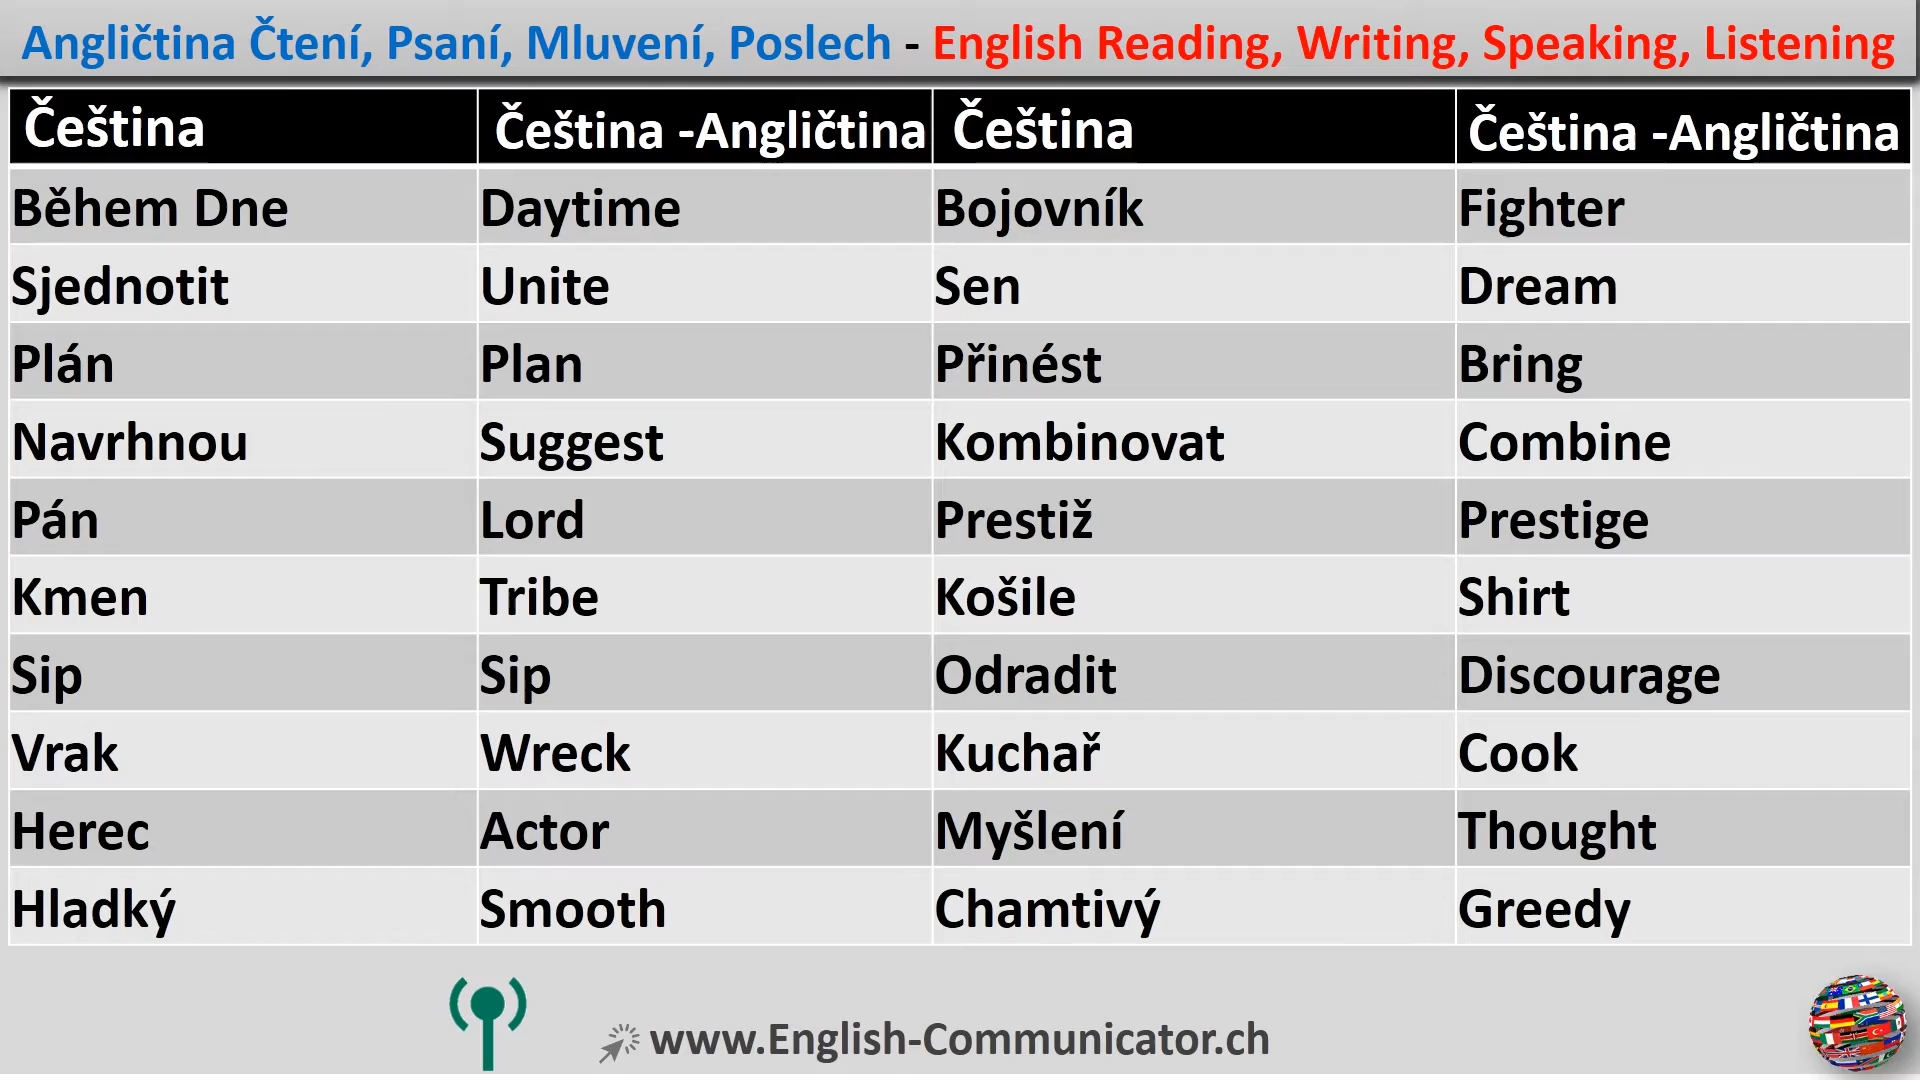 Angličtina Čtení, Psaní, Mluvení, Poslech - English Reading, Writing, Speaking, Listening
Čeština Čeština -Angličtina Čeština Čeština -Angličtina
Během Dne Daytime Bojovník Fighter
Sjednotit Unite Sen Dream
Plán Plan Přinést Bring
Navrhnou Suggest Kombinovat Combine
Pán Lord Prestiž Prestige
Kmen Tribe Košile Shirt
Sip Sip Odradit Discourage
Vrak Wreck Kuchař Cook
Herec Actor Myšlení Thought
Hladký Smooth Chamtivý Greedy
www.English-Communicator.ch